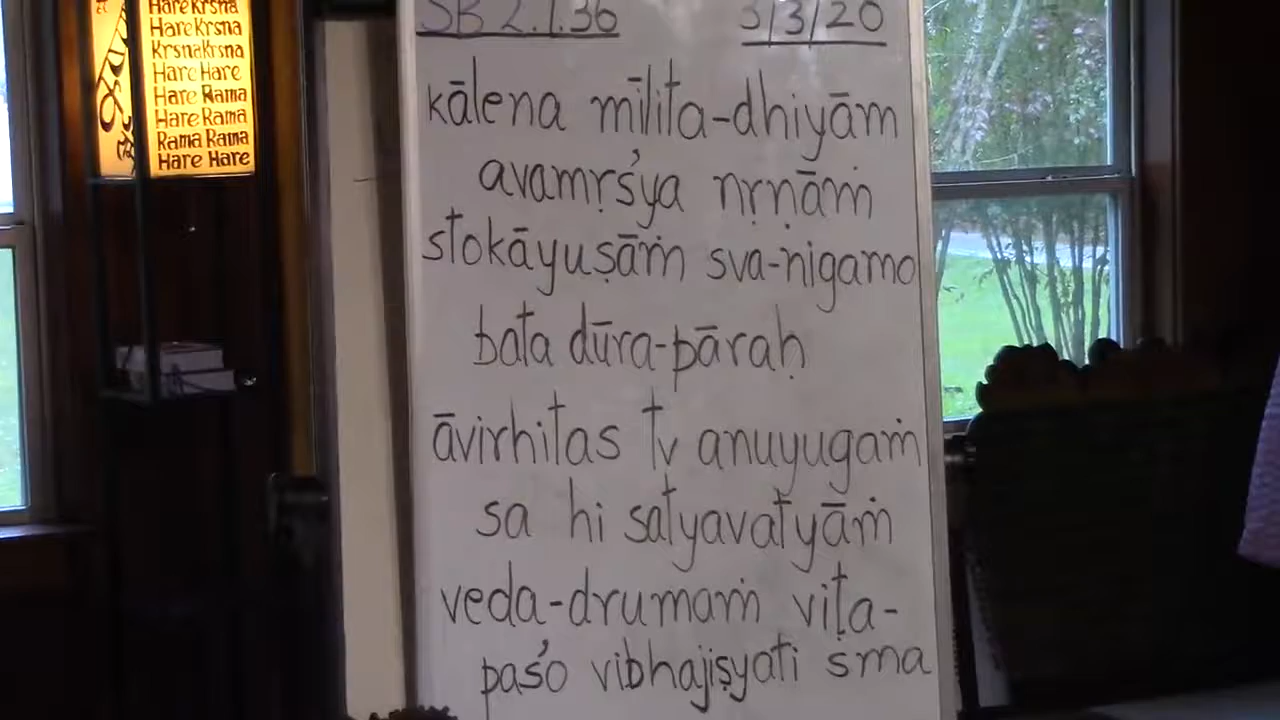 Hare Krsna
Hare Krsna
Krsna Krsna
Hare Hare
Hare Rama
Hare Rama
Rama Rama
Hare Hare
SB 2.7.36 3/3/20
kālena mīlita-dhiyām
avamṛśya nṛṇāṁ
stokāyuṣāṁ sva-nigamo
bata dūra-pāraḥ
āvirhitas tv anuyugaṁ
sa hi satyavatyāṁ
veda-drumaṁ viṭa-
paśo vibhajiṣyati sma